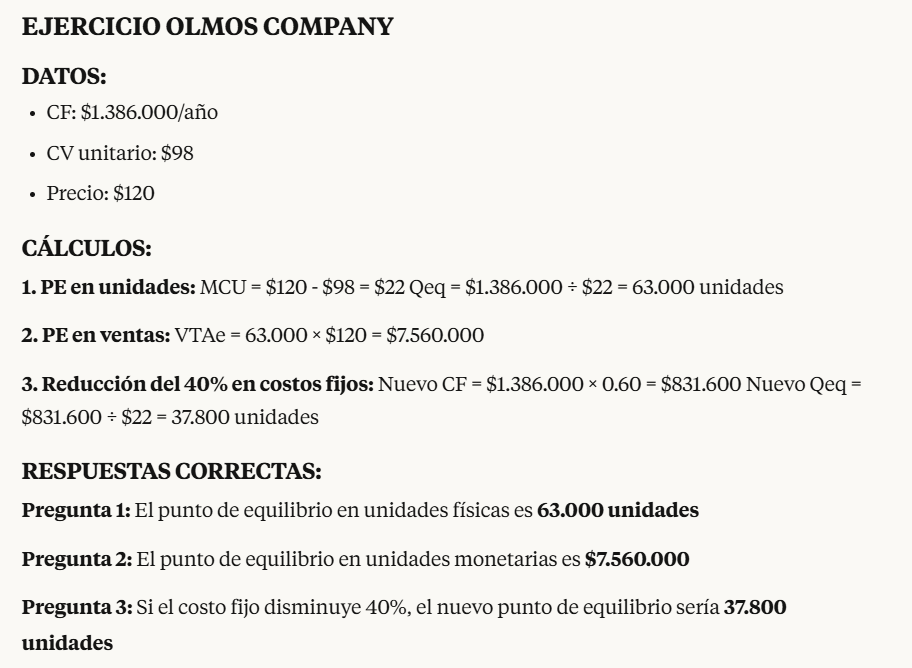 EJERCICIO OLMOS COMPANY
DATOS:
• CF: $1.386.000/año
• CV unitario: $98
• Precio: $120
CÁLCULOS:
1. PE en unidades: MCU = $120 - $98 = $22 Qeq = $1.386.000 ÷ $22 = 63.000 unidades
2. PE en ventas: VTAe = 63.000 × $120 = $7.560.000
3. Reducción del 40% en costos fijos: Nuevo CF = $1.386.000 × 0.60 = $831.600 Nuevo Qeq =
$831.600 ÷ $22 = 37.800 unidades
RESPUESTAS CORRECTAS:
Pregunta 1: El punto de equilibrio en unidades físicas es 63.000 unidades
Pregunta 2: El punto de equilibrio en unidades monetarias es $7.560.000
Pregunta 3: Si el costo fijo disminuye 40%, el nuevo punto de equilibrio sería 37.800
unidades